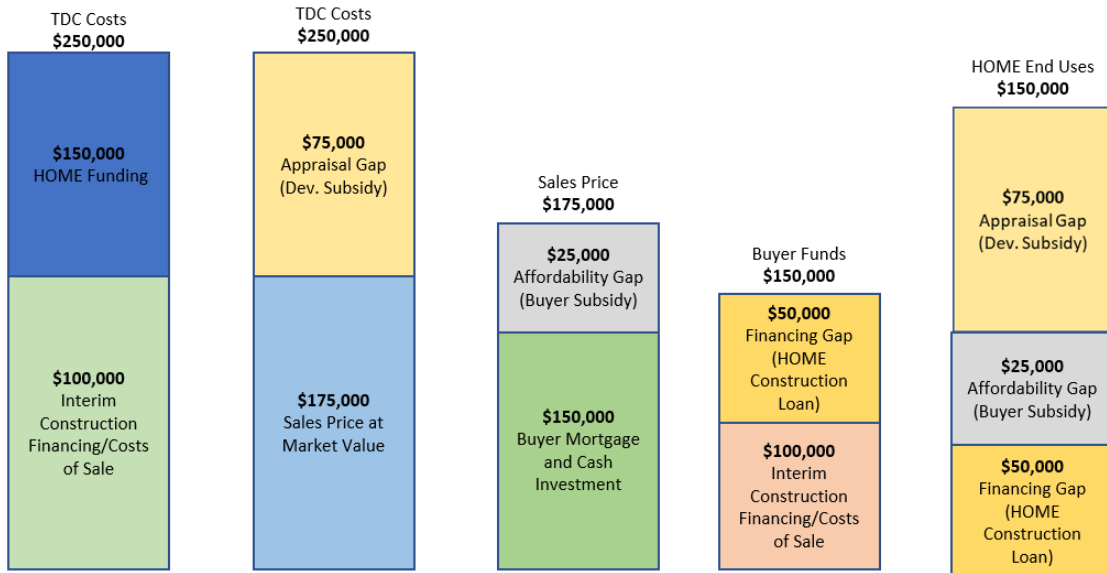 TDC Costs
$250,000
$150,000
HOME Funding
$100,000
Interim
Construction
Financing/Costs
of Sale
TDC Costs
$250,000
$75,000
Appraisal Gap
(Dev. Subsidy)
$175,000
Sales Price at
Market Value
Sales Price
$175,000
$25,000
Affordability Gap
(Buyer Subsidy)
$150,000
Buyer Mortgage
and Cash
Investment
Buyer Funds
$150,000
$50,000
Financing Gap
(HOME
Construction
Loan)
$100,000
Interim
Construction
Financing/Costs
of Sale
HOME End Uses
$150,000
$75,000
Appraisal Gap
(Dev. Subsidy)
$25,000
Affordability Gap
(Buyer Subsidy)
$50,000
Financing Gap
(HOME
Construction
Loan)